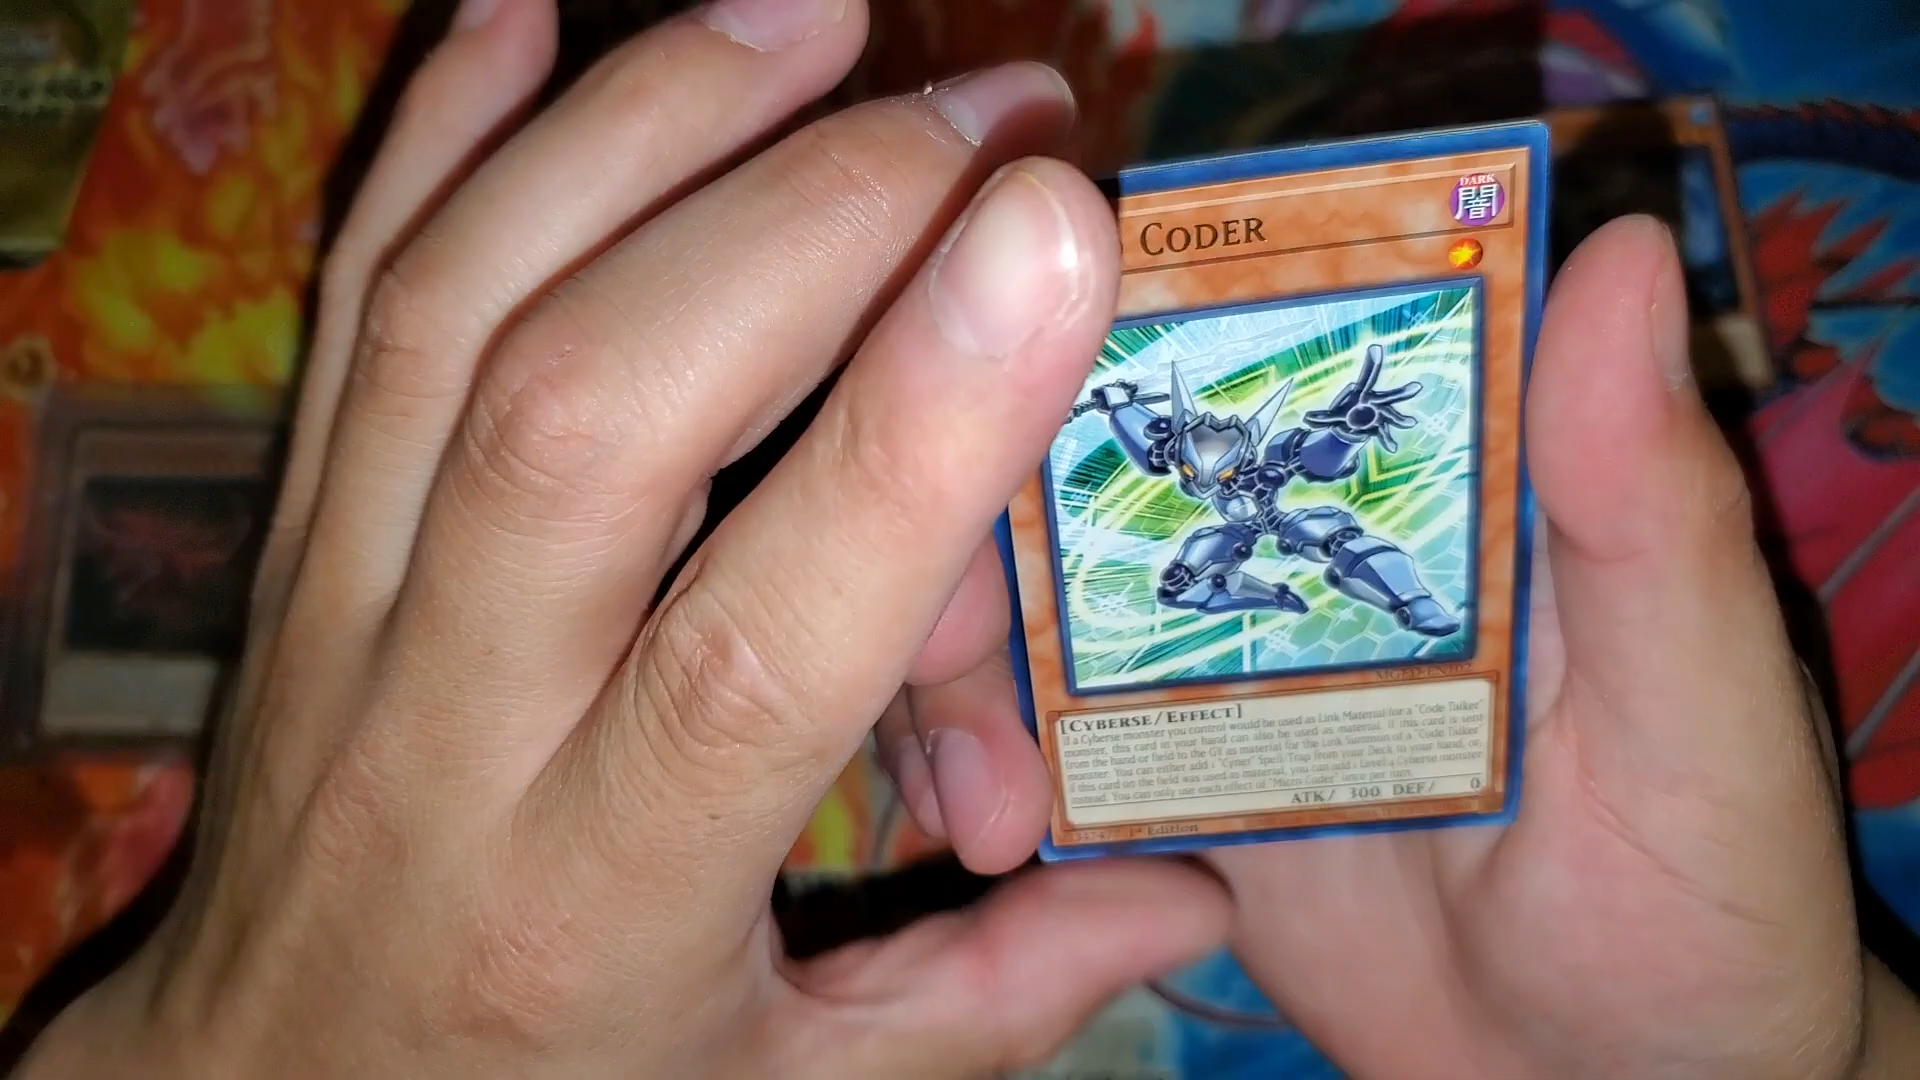 DARK
闇
CODER
MGED-EN102
[CYBERSE/EFFECT]
If a Cyberse monster you control would be used as Link Material for a "Code Talker"
monster, this card in your hand can also be used as material. If this card is sent
from the hand or field to the GY as material for the Link Summon of a "Code Talker"
monster: You can either add 1 "Cynet" Spell/Trap from your Deck to your hand, or,
if this card on the field was used as material, you can add 1 Level 4 Cyberse monster
instead. You can only use each effect of "Micro Coder" once per turn.
ATK/ 300 DEF/ 0
1st Edition